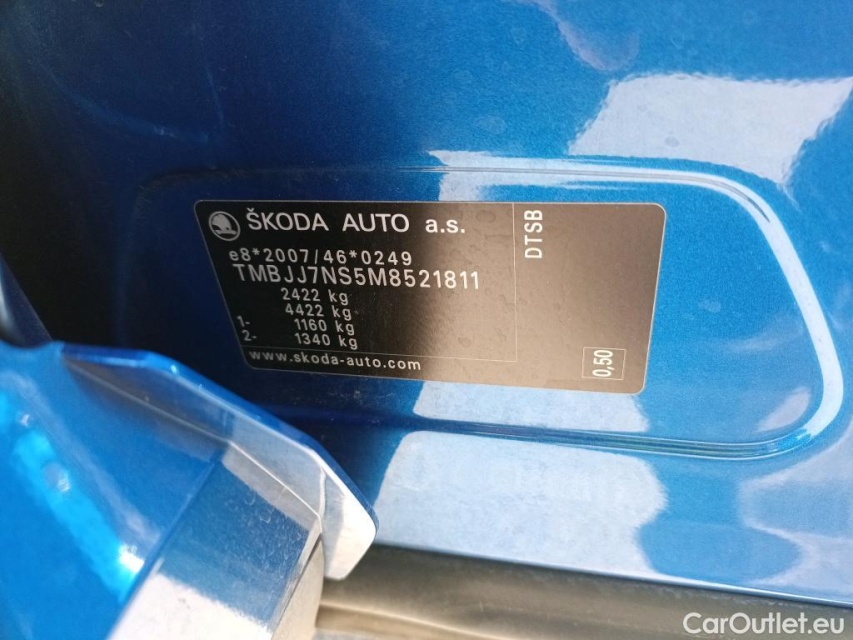 ŠKODA AUTO a.s.
e8*2007/46*0249
TMBJJ7NS5M8521811
2422 kg
4422 kg
1- 1160 kg
2- 1340 kg
www.skoda-auto.com
DTSB
0,50
CarOutlet.eu